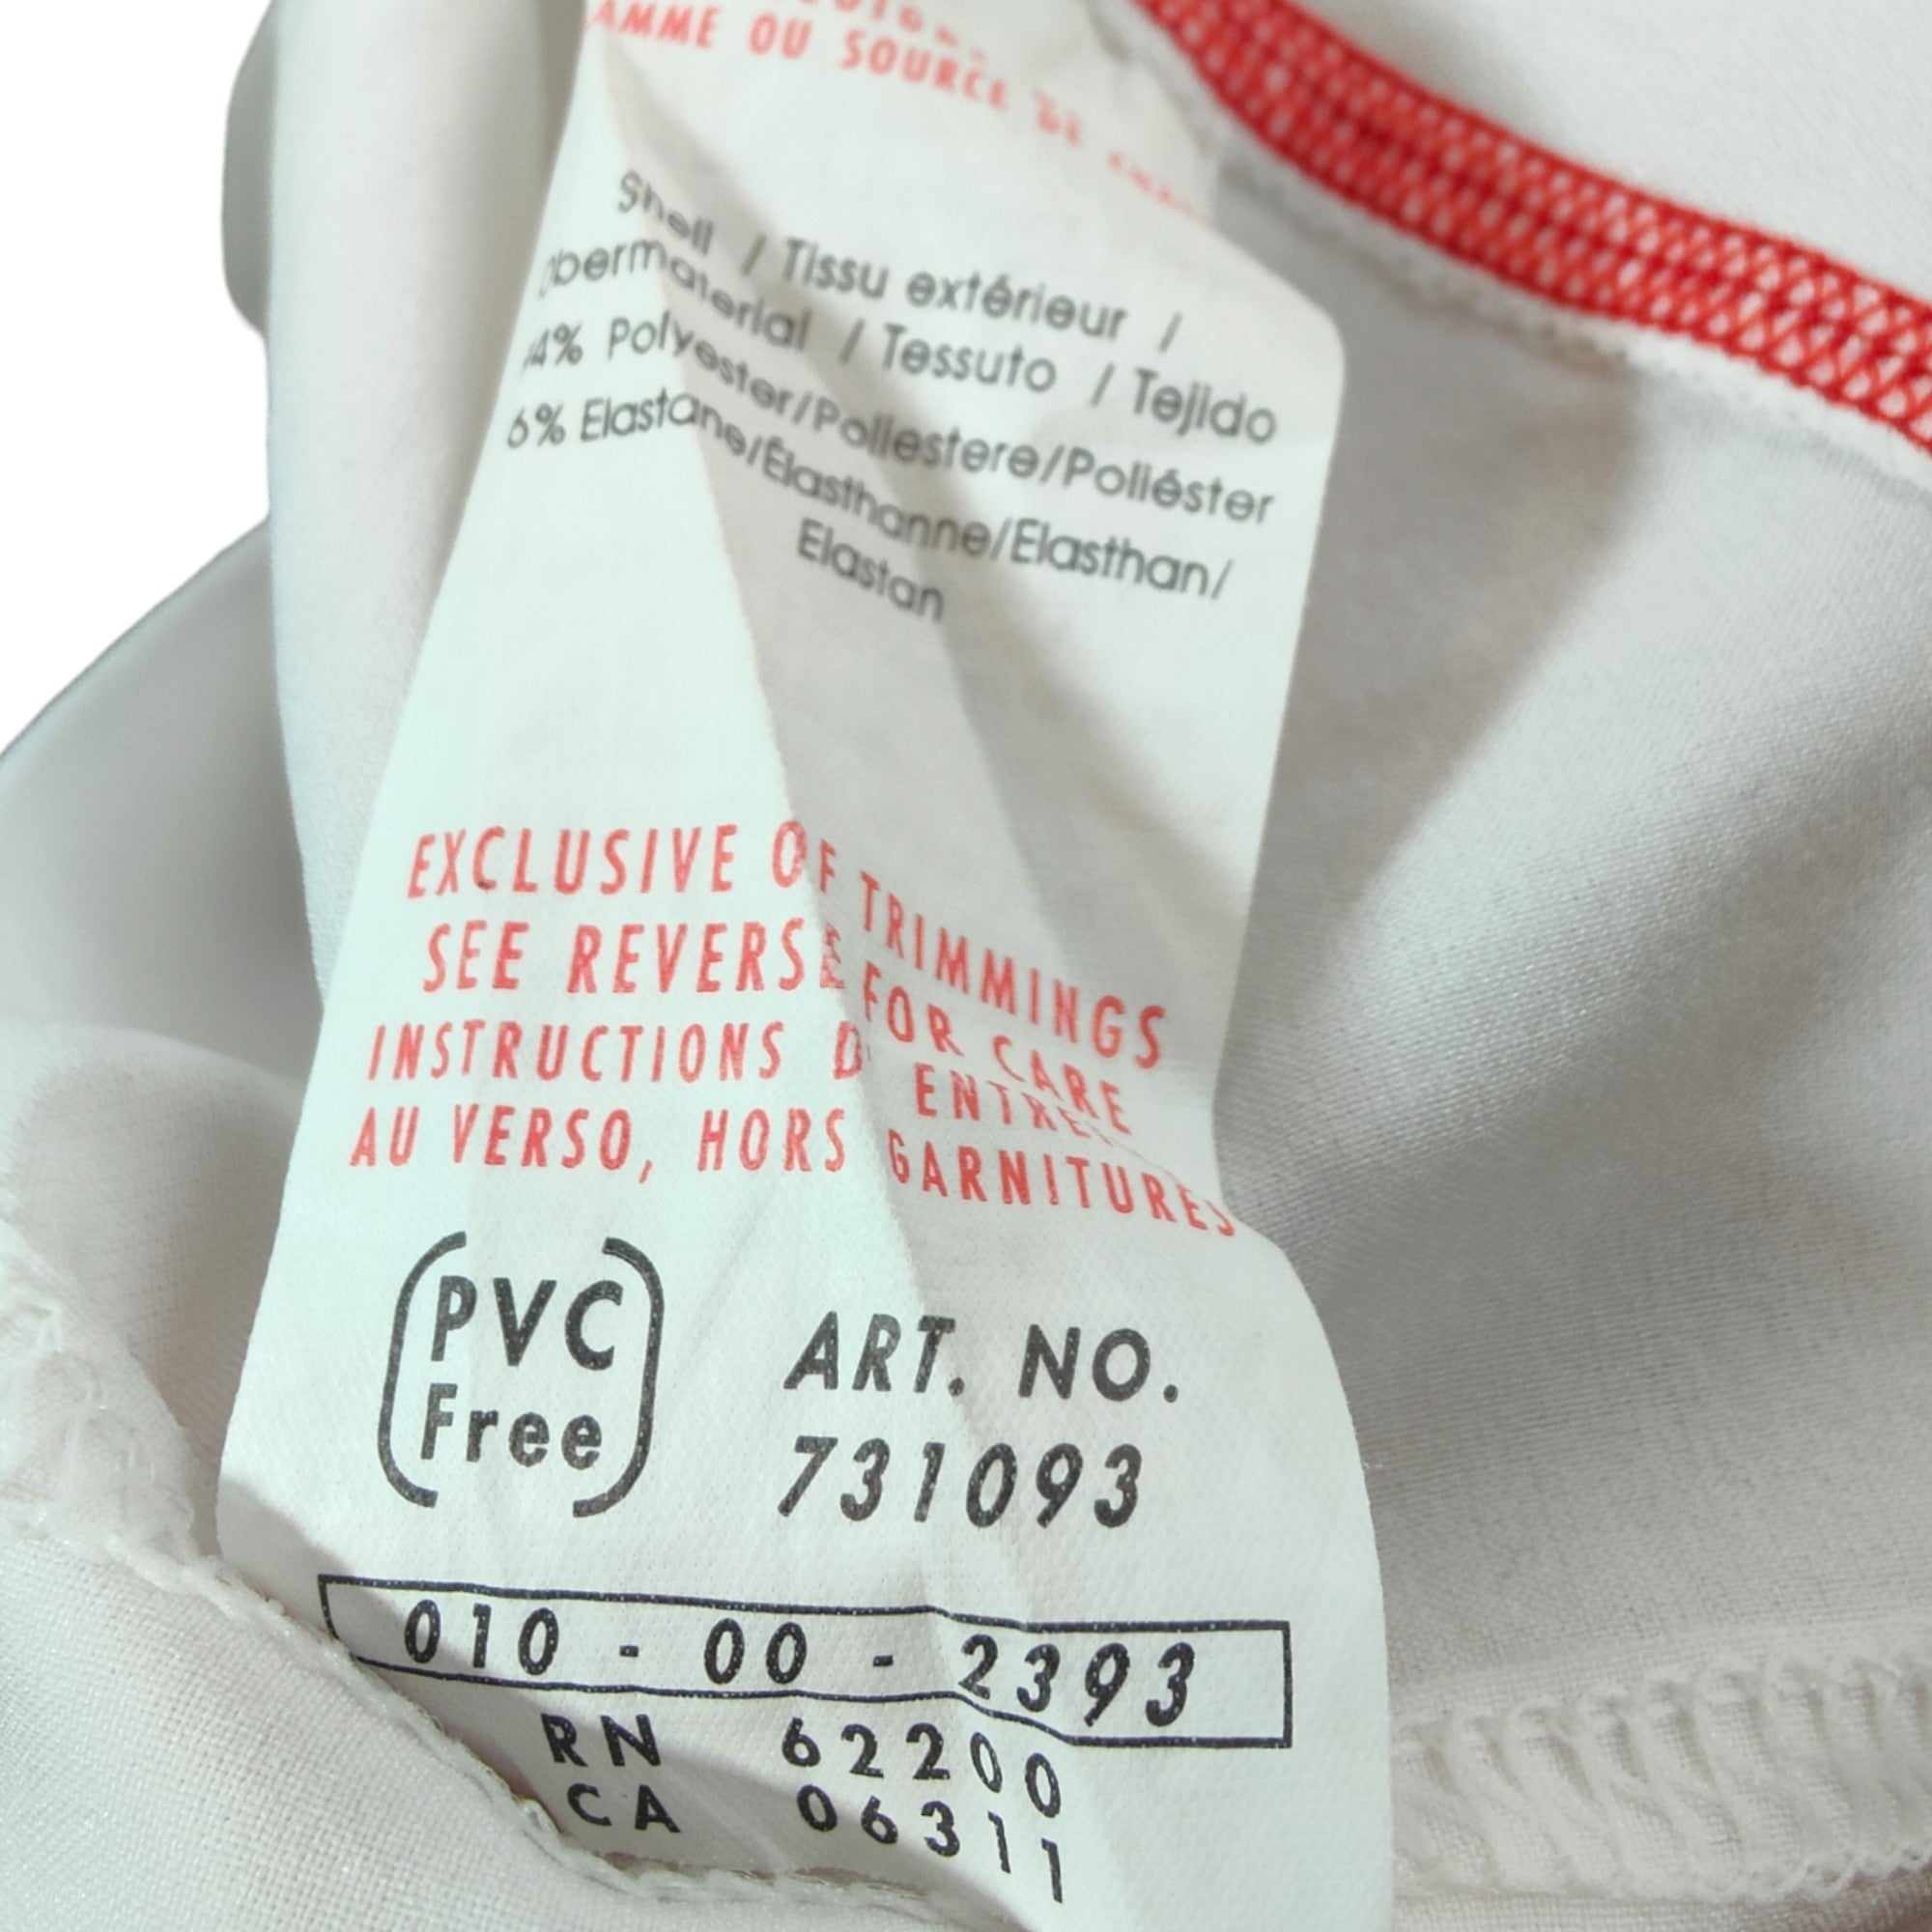 AMME OU SOURCE DE
Shell / Tissu extérieur /
Obermaterial / Tessuto / Tejido
94% Polyester/Poliestere/Poliéster
6% Elastane/Élasthanne/Elasthan/
Elastan
EXCLUSIVE OF TRIMMINGS
SEE REVERSE FOR CARE
INSTRUCTIONS D'ENTRE
AU VERSO, HORS GARNITURES
PVC
Free
ART. NO.
731093
010 - 00 - 2393
RN 62200
CA 06311